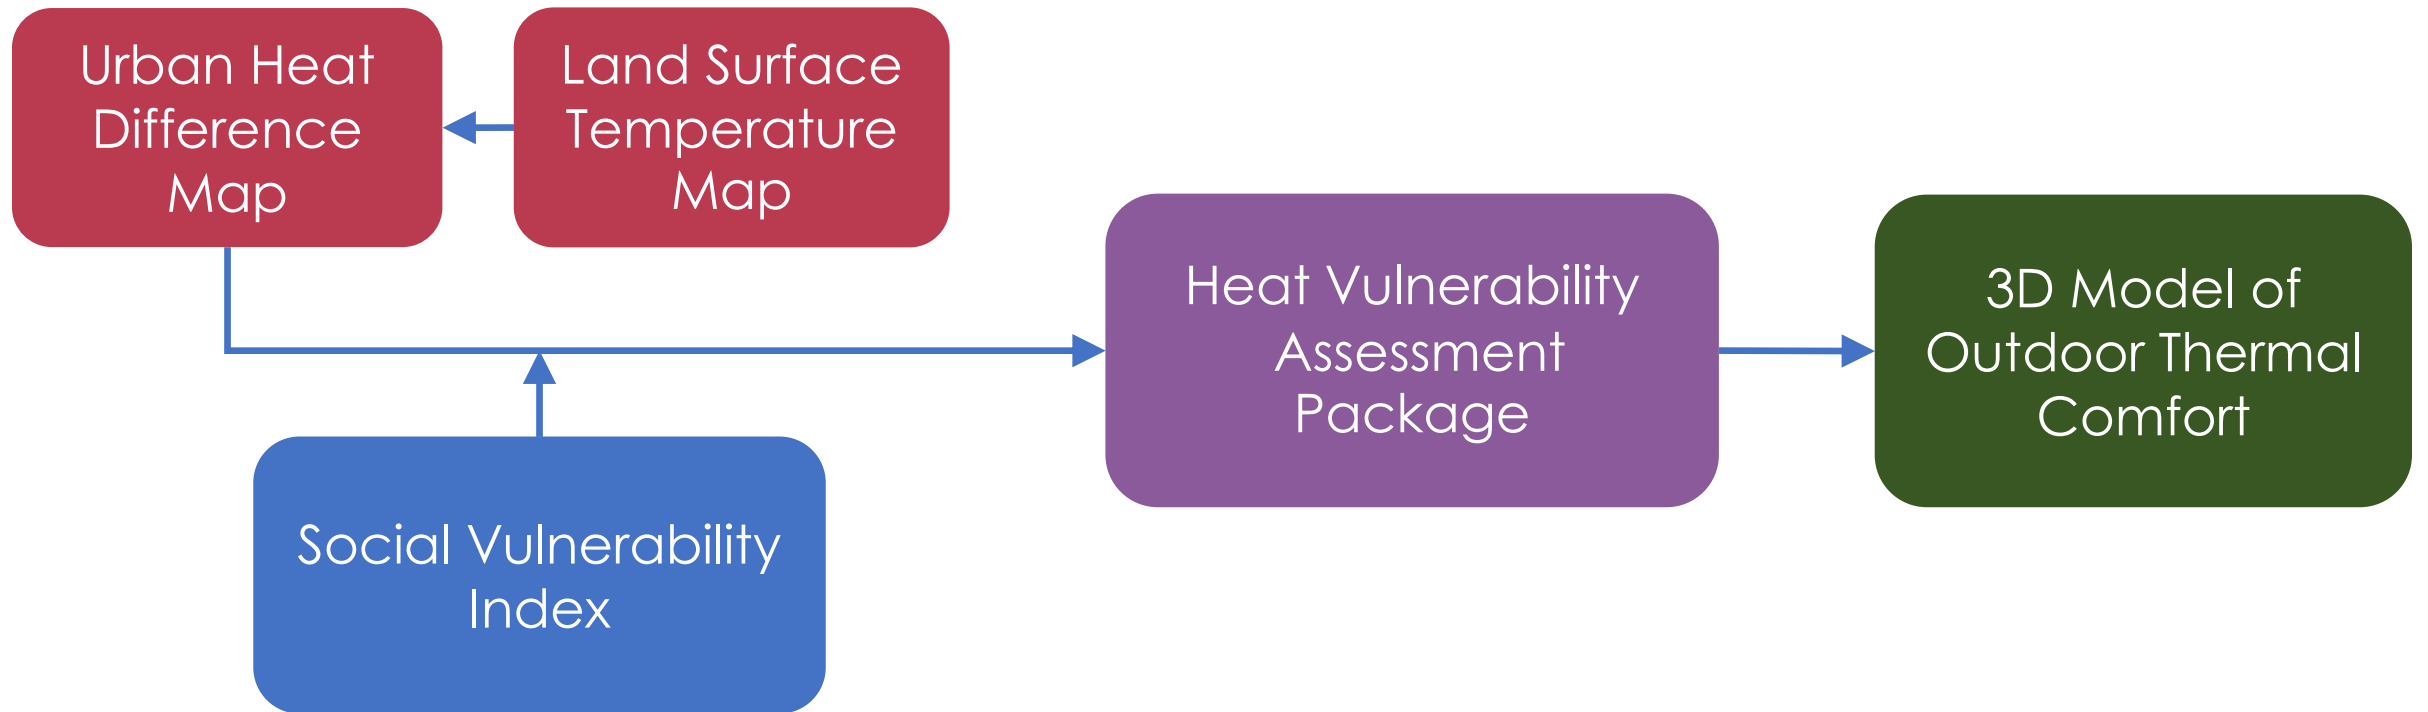 Urban Heat
Difference
Map
Land Surface
Temperature
Map
Heat Vulnerability
Assessment
Package
3D Model of
Outdoor Thermal
Comfort
Social Vulnerability
Index